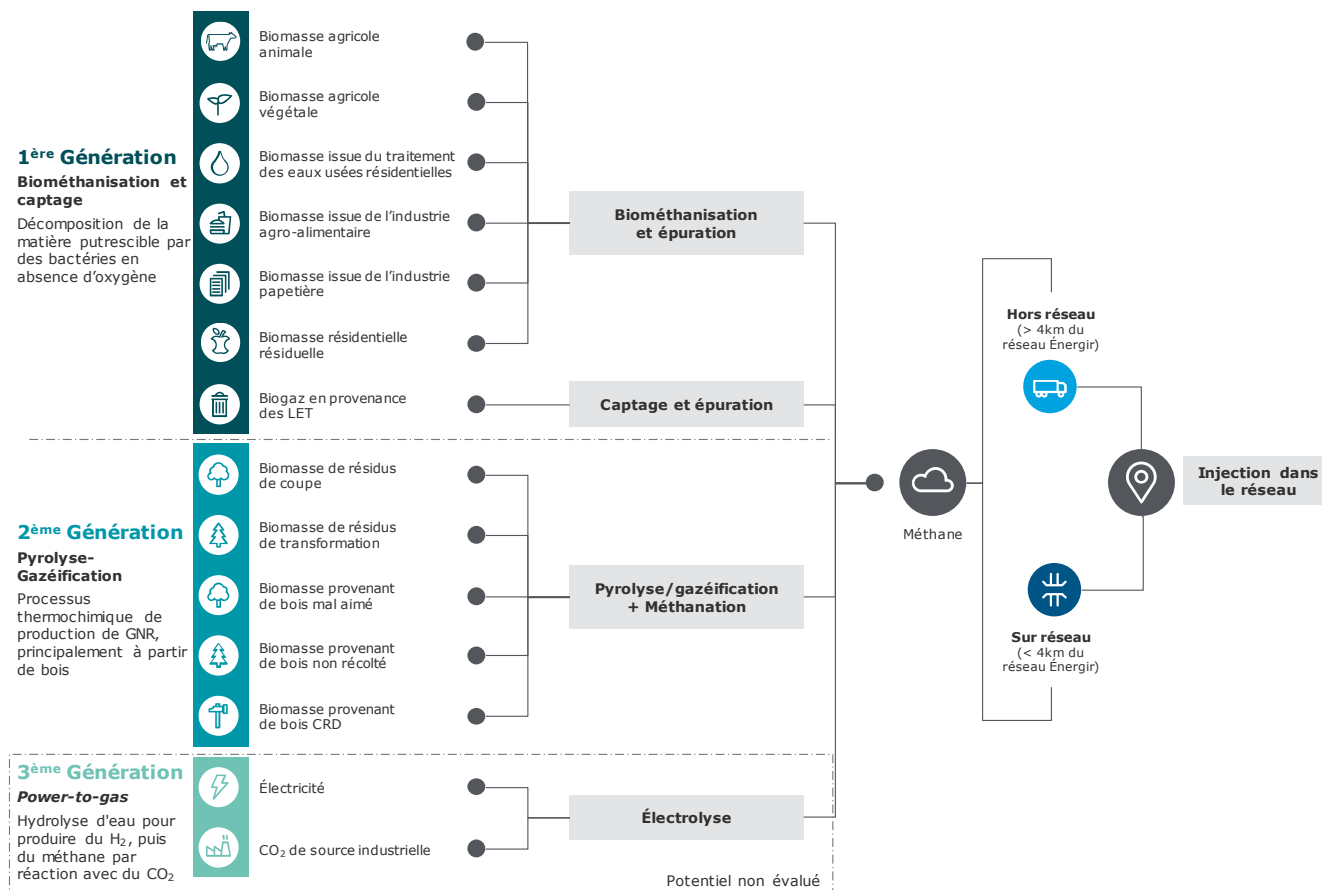 1ère Génération
Biométhanisation et
captage
Décomposition de la
matière putrescible par
des bactéries en
absence d'oxygène
Biomasse agricole
animale
Biomasse agricole
végétale
Biomasse issue du traitement
des eaux usées résidentielles
Biomasse issue de l'industrie
agro-alimentaire
Biomasse issue de l'industrie
papetière
Biomasse résidentielle
résiduelle
Biogaz en provenance
des LET
Biométhanisation
et épuration
Captage et épuration
2ème Génération
Pyrolyse-
Gazéification
Processus
thermochimique de
production de GNR,
principalement à partir
de bois
Biomasse de résidus
de coupe
Biomasse de résidus
de transformation
Biomasse provenant
de bois mal aimé
Biomasse provenant
de bois non récolté
Biomasse provenant
de bois CRD
Pyrolyse/gazéification
+ Méthanation
3ème Génération
Power-to-gas
Hydrolyse d'eau pour
produire du H2, puis
du méthane par
réaction avec du CO2
Électricité
CO2 de source industrielle
Électrolyse
Potentiel non évalué
Méthane
Hors réseau
(> 4km du
réseau Énergir)
Sur réseau
(< 4km du
réseau Énergir)
Injection dans
le réseau